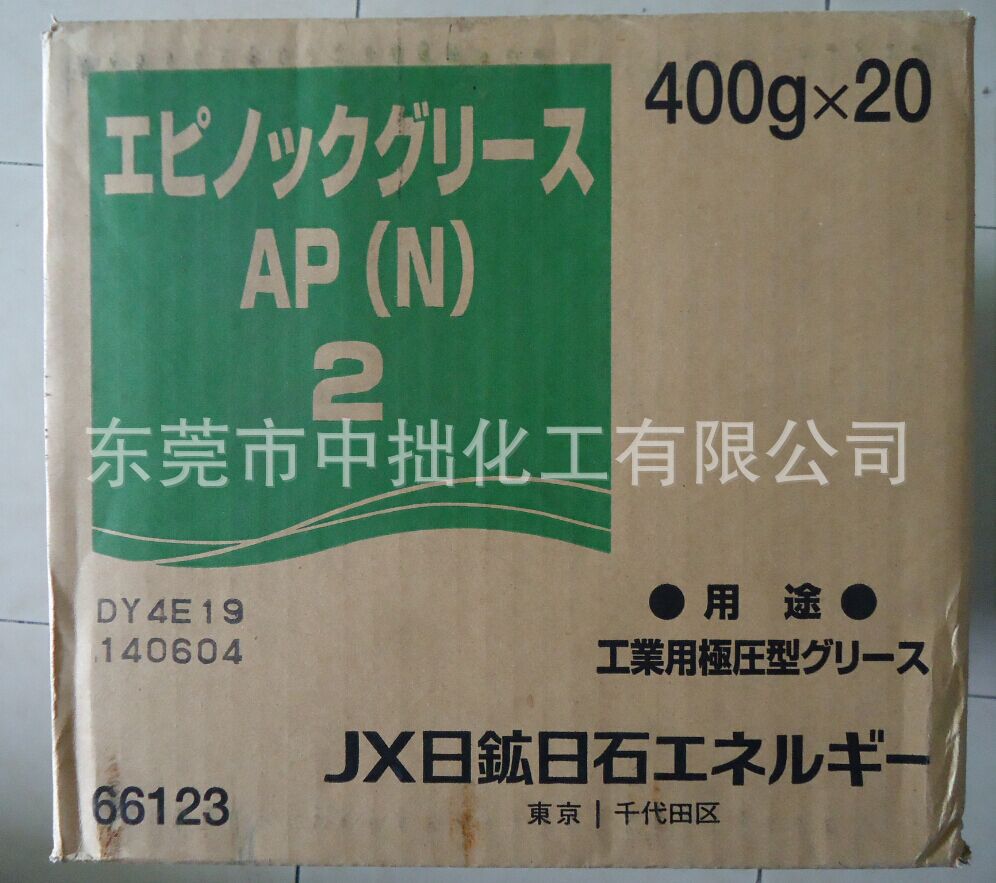 400g×20
エピノックグリース
AP(N)
2
东莞市中拙化工有限公司
DY4E19
140604
●用途●
工業用極圧型グリース
JX日鉱日石エネルギー
66123
東京|千代田区